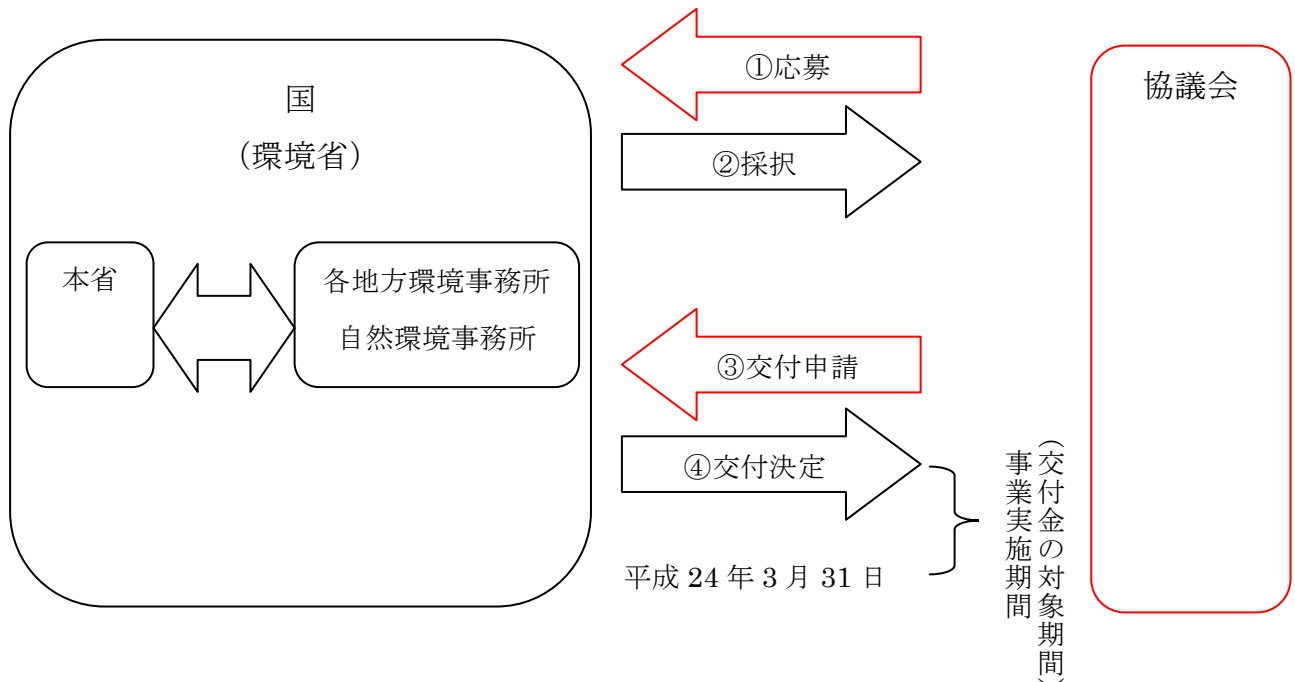 国
(環境省)
本省
各地方環境事務所
自然環境事務所
①応募
②採択
③交付申請
④交付決定
平成 24 年 3 月 31 日
(交付金の対象期間)
事業実施期間
協議会